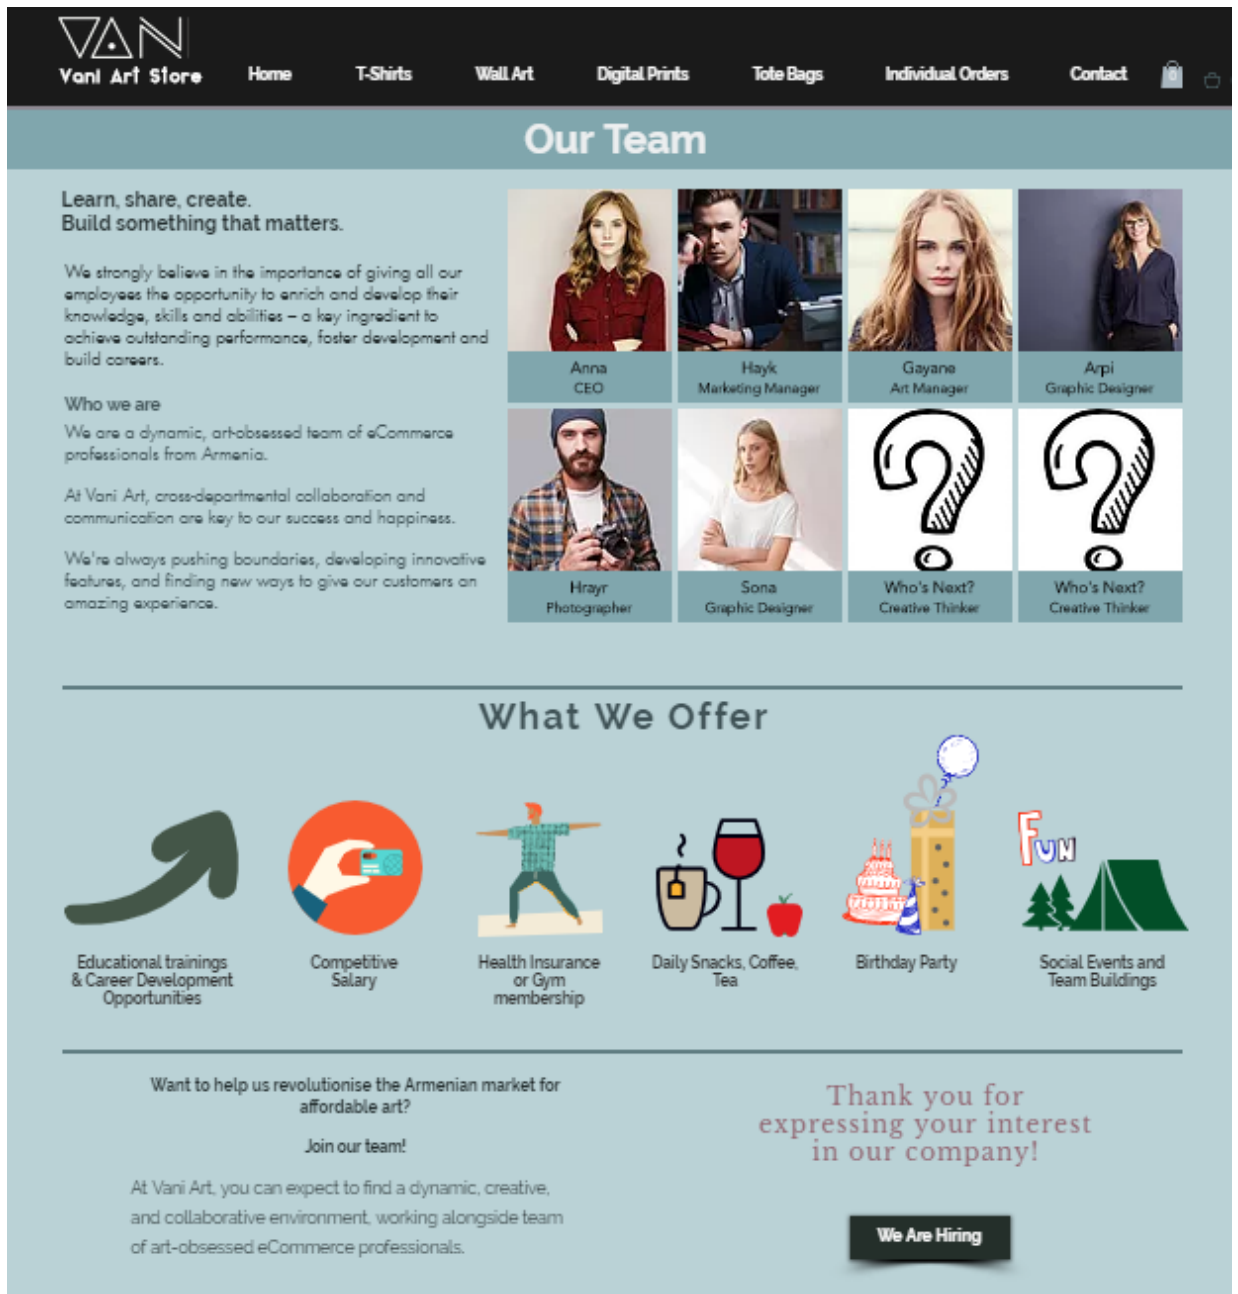 VAN
Vani Art Store
Home
T-Shirts
Wall Art
Digital Prints
Tote Bags
Individual Orders
Contact
0
Our Team
Learn, share, create.
Build something that matters.
We strongly believe in the importance of giving all our
employees the opportunity to enrich and develop their
knowledge, skills and abilities – a key ingredient to
achieve outstanding performance, foster development and
build careers.
Who we are
We are a dynamic, art-obsessed team of eCommerce
professionals from Armenia.
At Vani Art, cross-departmental collaboration and
communication are key to our success and happiness.
We're always pushing boundaries, developing innovative
features, and finding new ways to give our customers an
amazing experience.
Anna
CEO
Hayk
Marketing Manager
Gayane
Art Manager
Arpi
Graphic Designer
Hrayr
Photographer
Sona
Graphic Designer
Who's Next?
Creative Thinker
Who's Next?
Creative Thinker
What We Offer
FUN
Educational trainings
& Career Development
Opportunities
Competitive
Salary
Health Insurance
or Gym
membership
Daily Snacks, Coffee,
Tea
Birthday Party
Social Events and
Team Buildings
Want to help us revolutionise the Armenian market for
affordable art?
Join our team!
At Vani Art, you can expect to find a dynamic, creative,
and collaborative environment, working alongside team
of art-obsessed eCommerce professionals.
Thank you for
expressing your interest
in our company!
We Are Hiring